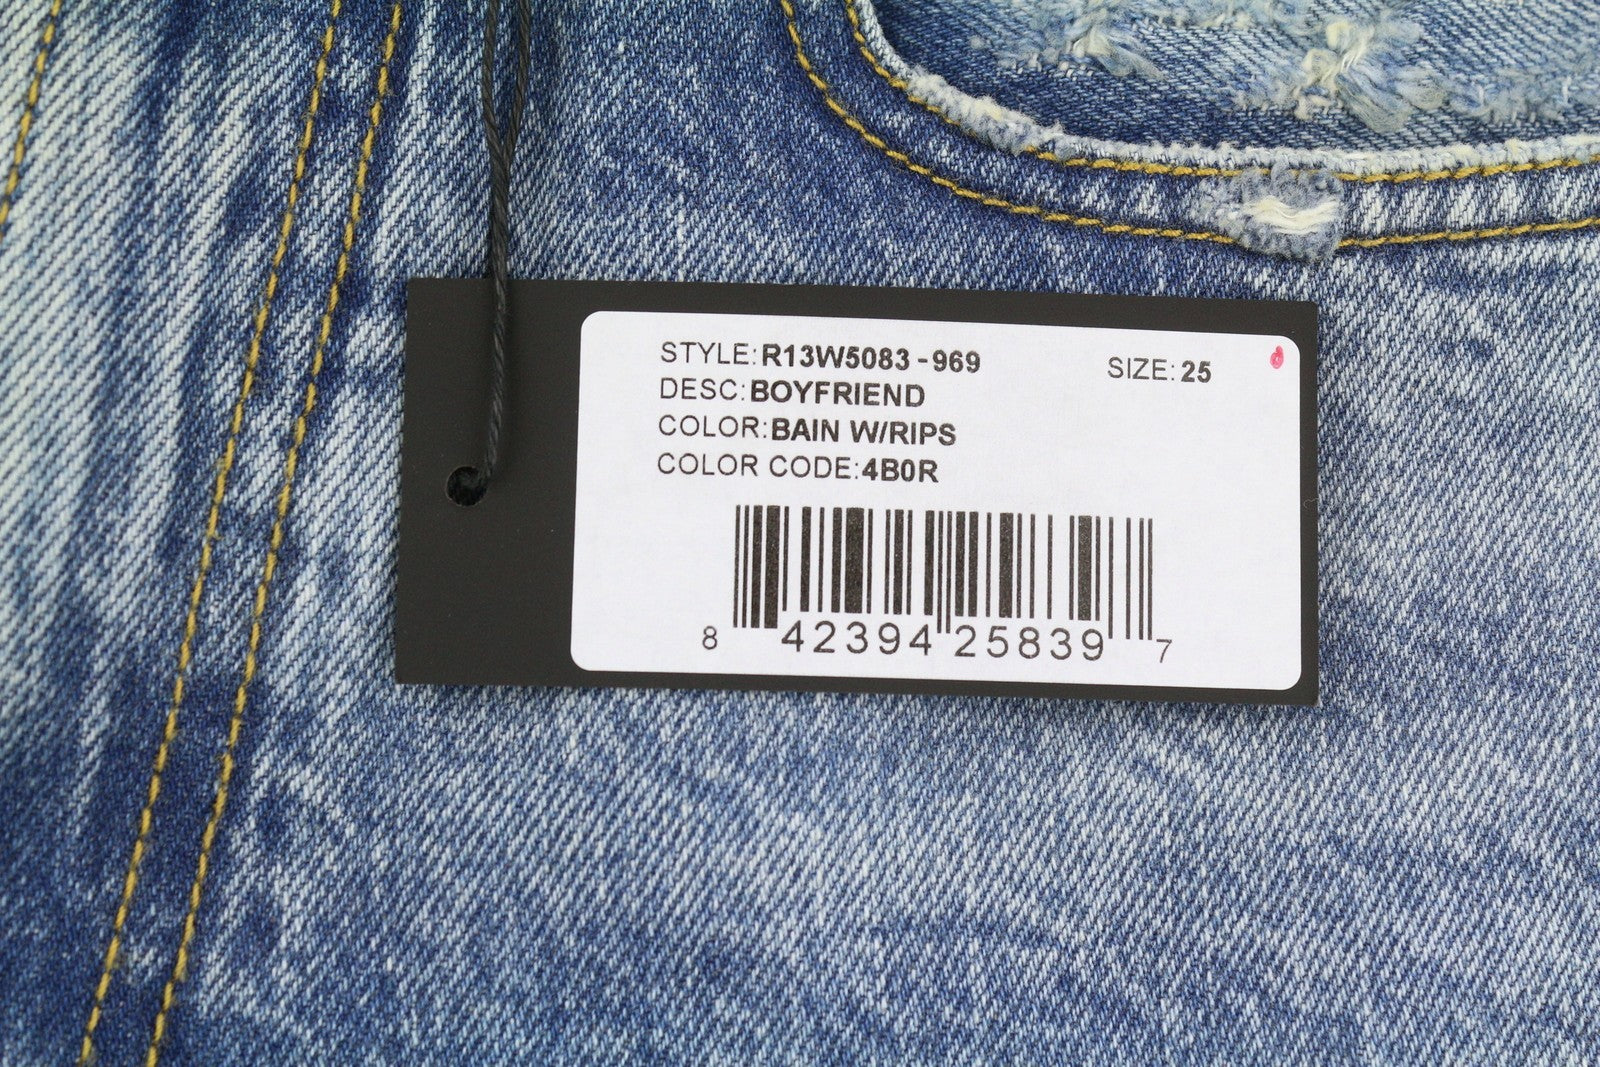 STYLE:R13W5083-969 SIZE:25
DESC:BOYFRIEND
COLOR:BAIN W/RIPS
COLOR CODE:4B0R
8 42394 25839 7